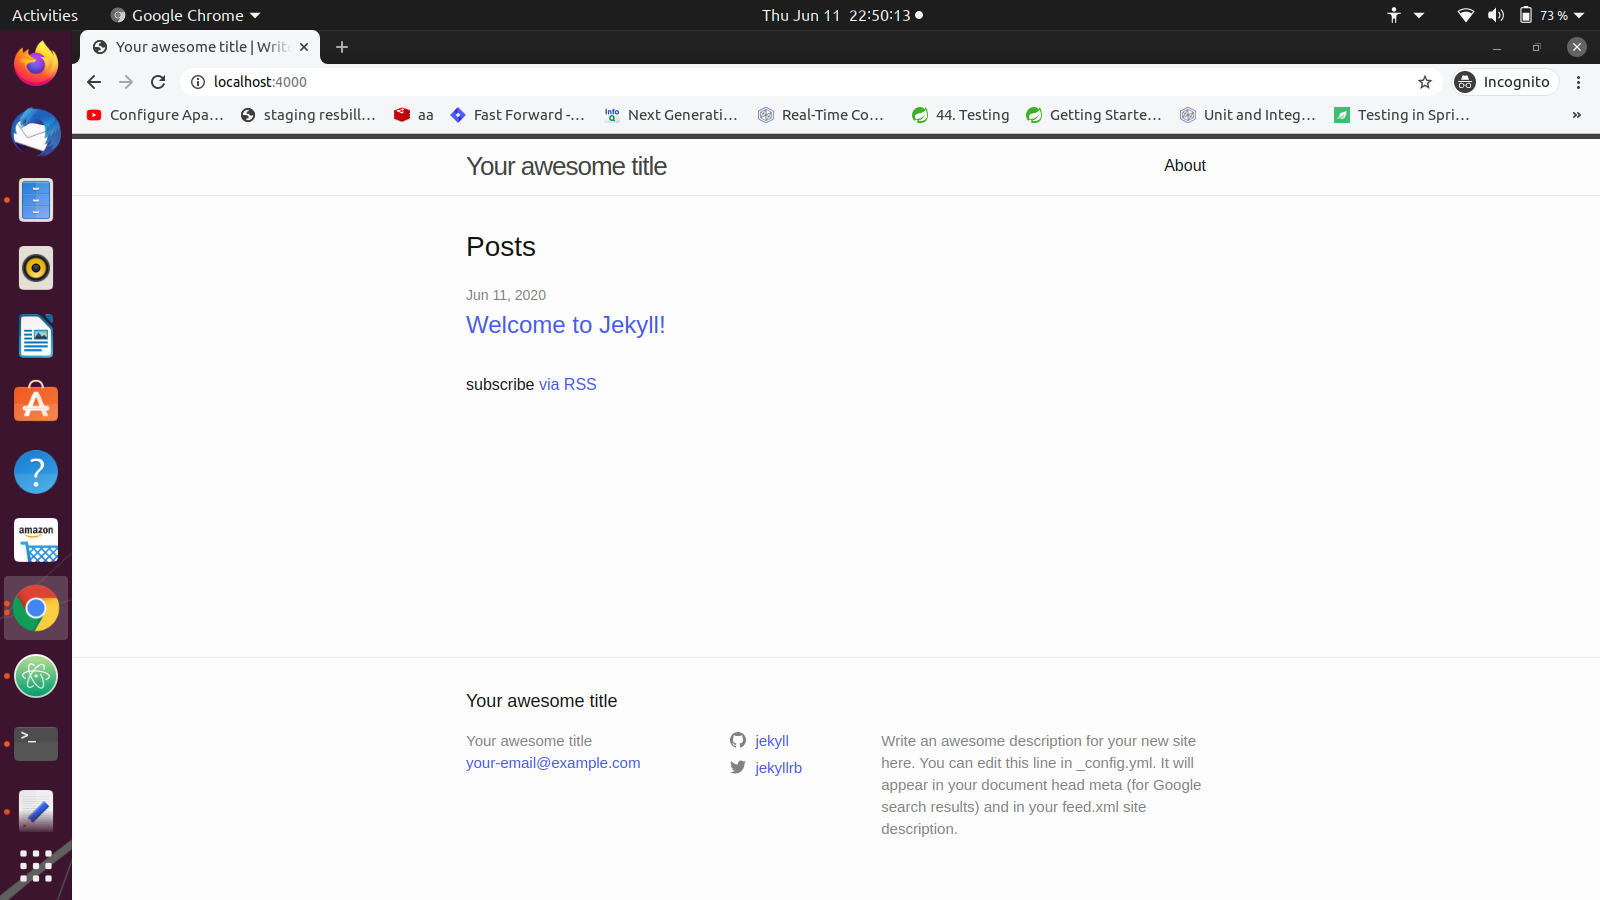 Activities
Google Chrome
Thu Jun 11 22:50:13
73 %
Your awesome title | Write
localhost:4000
Incognito
Configure Apa...
staging resbill...
aa
Fast Forward -...
Next Generati...
Real-Time Co...
44. Testing
Getting Starte...
Unit and Integ...
Testing in Spri...
»
Your awesome title
About
Posts
Jun 11, 2020
Welcome to Jekyll!
subscribe via RSS
amazon
Your awesome title
Your awesome title
your-email@example.com
jekyll
jekyllrb
Write an awesome description for your new site
here. You can edit this line in _config.yml. It will
appear in your document head meta (for Google
search results) and in your feed.xml site
description.